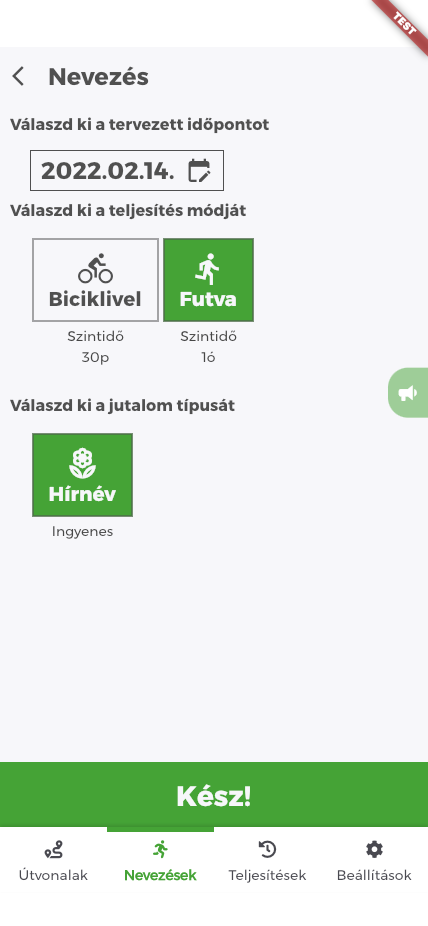 TEST
Nevezés
Válaszd ki a tervezett időpontot
2022.02.14.
Válaszd ki a teljesítés módját
Biciklivel
Futva
Szintidő
30p
Szintidő
1ó
Válaszd ki a jutalom típusát
Hírnév
Ingyenes
Kész!
Útvonalak
Nevezések
Teljesítések
Beállítások